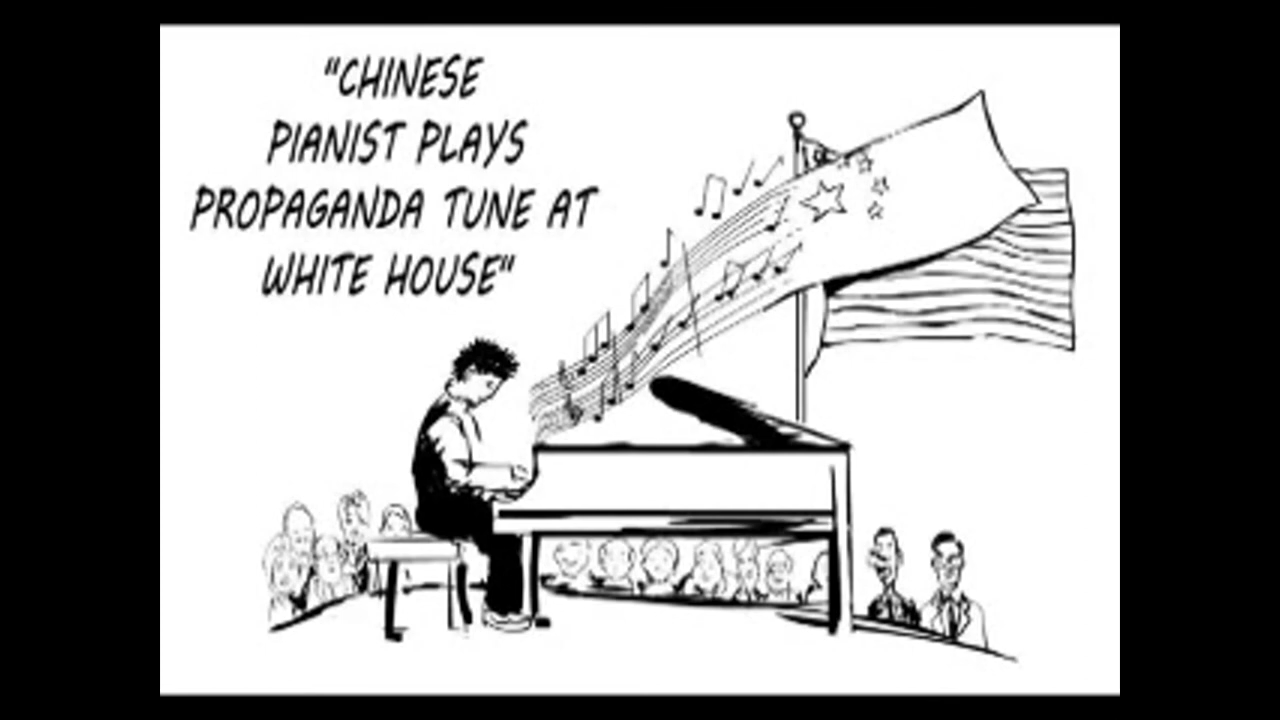 "CHINESE
PIANIST PLAYS
PROPAGANDA TUNE AT
WHITE HOUSE"